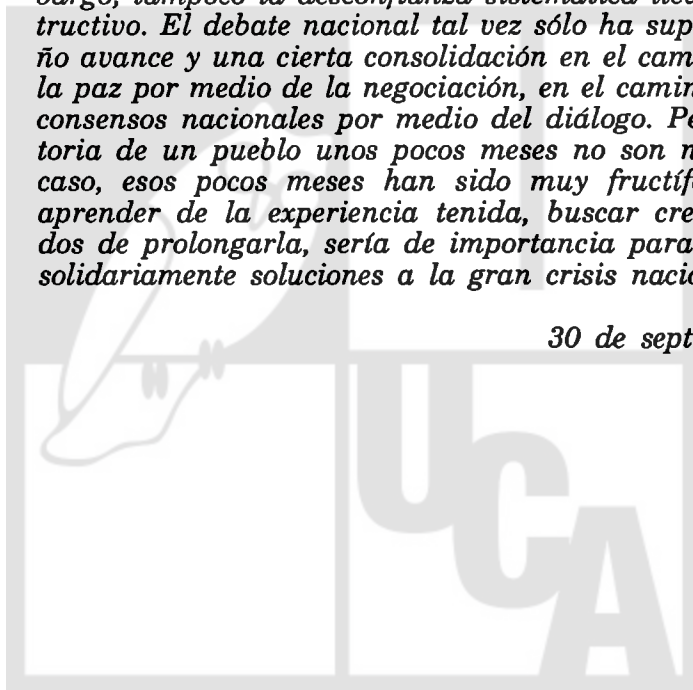 tructivo. El debate nacional tal vez sólo ha sup
ño avance y una cierta consolidación en el cam
la paz por medio de la negociación, en el camin
consensos nacionales por medio del diálogo. Pe
toria de un pueblo unos pocos meses no son n
caso, esos pocos meses han sido muy fructífe
aprender de la experiencia tenida, buscar cre
dos de prolongarla, sería de importancia para
solidariamente soluciones a la gran crisis nacio
30 de sept
UCA